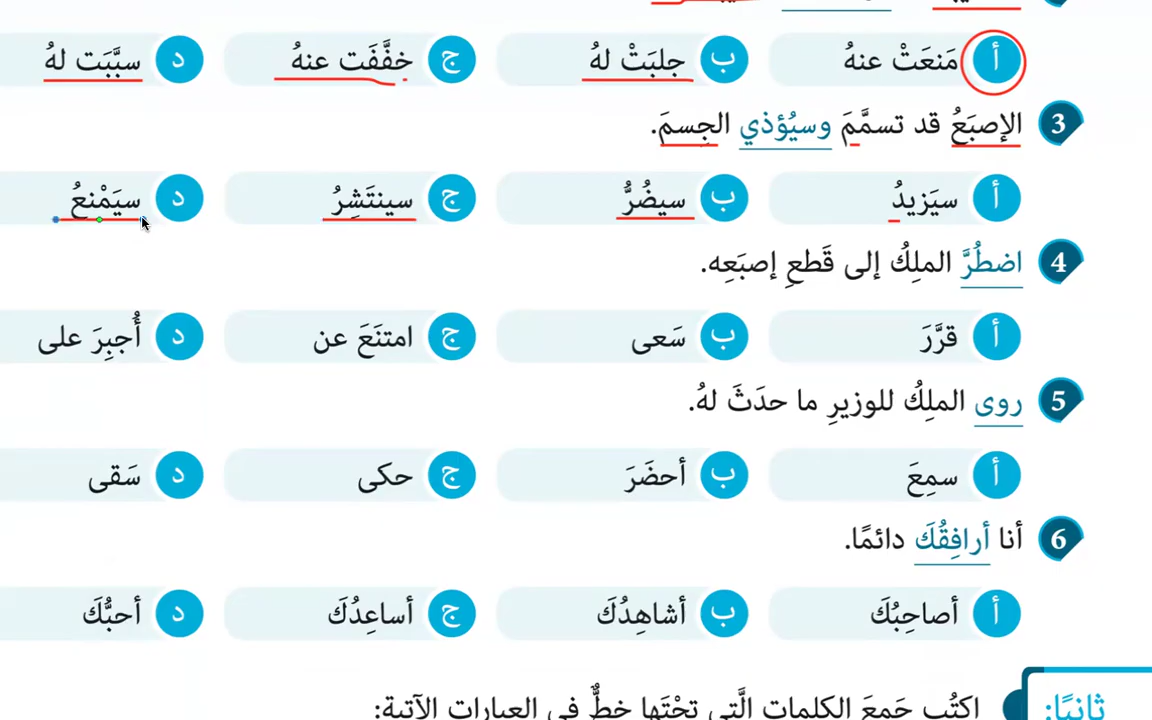 أ مَنعَتْ عنهُ ب جلبَتْ لهُ ج خفَّفَت عنهُ د سبَّبَت لهُ
3 الإصبَعُ قد تسمَّمَ وسيُؤذي الجِسمَ.
أ سيَزيدُ ب سيضُرُّ ج سينتَشِرُ د سيَمْنعُ
4 اضطُرَّ الملِكُ إلى قَطعِ إصبَعِه.
أ قرَّرَ ب سَعى ج امتنَعَ عن د أُجبِرَ على
5 روى الملِكُ للوزيرِ ما حدَثَ لهُ.
أ سمِعَ ب أحضَرَ ج حكى د سَقى
6 أنا أرافِقُكَ دائمًا.
أ أصاحِبُكَ ب أشاهِدُكَ ج أساعِدُكَ د أحبُّكَ
ثانيًا: اكتُب جَمعَ الكلماتِ الَّتي تحْتَها خطٌّ في العباراتِ الآتية: